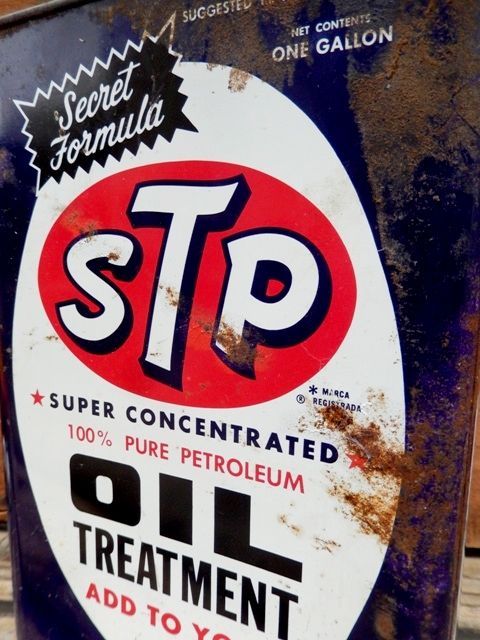 SUGGESTED
NET CONTENTS
ONE GALLON
Secret
Formula
STP
* MARCA
® REGISTRADA
★SUPER CONCENTRATED★
100% PURE PETROLEUM
OIL
TREATMENT
ADD TO